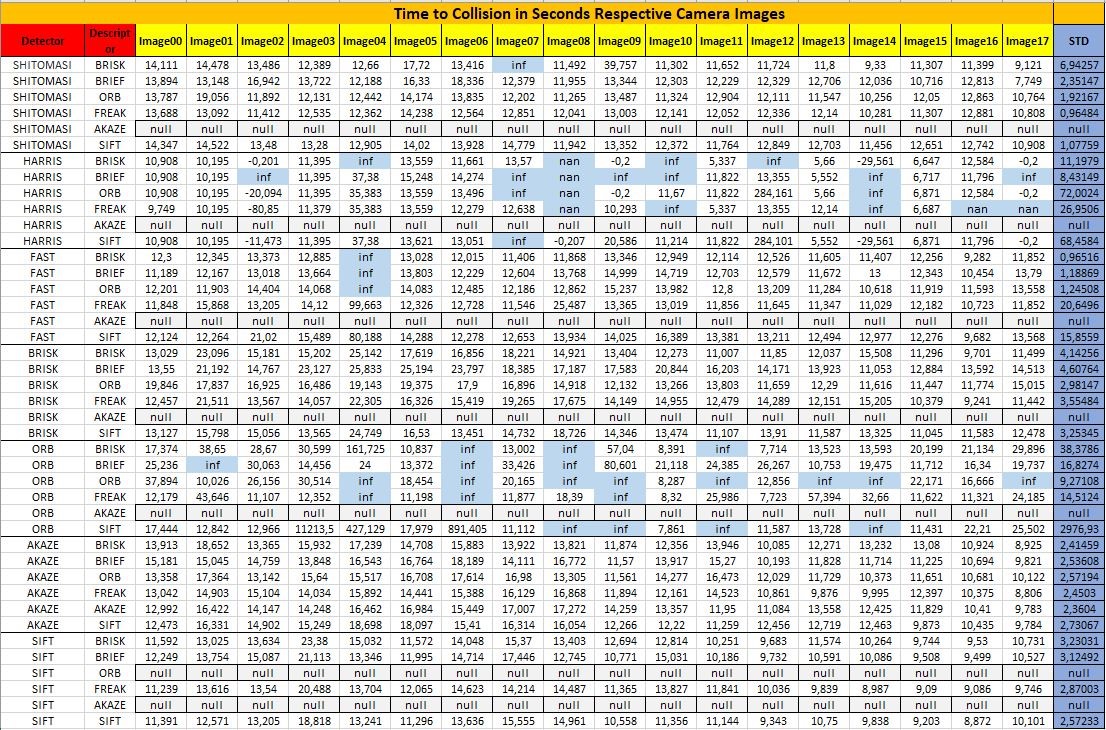 Time to Collision in Seconds Respective Camera Images
Detector Descriptor Image00 Image01 Image02 Image03 Image04 Image05 Image06 Image07 Image08 Image09 Image10 Image11 Image12 Image13 Image14 Image15 Image16 Image17 STD
SHITOMASI BRISK 14,111 14,478 13,486 12,389 12,66 17,72 13,416 inf 11,492 39,757 11,302 11,652 11,724 11,8 9,33 11,307 11,399 9,121 6,94257
SHITOMASI BRIEF 13,894 13,148 16,942 13,722 12,188 16,33 18,336 12,379 11,955 13,344 12,303 12,229 12,329 12,706 12,036 10,716 12,813 7,749 2,35147
SHITOMASI ORB 13,787 19,056 11,892 12,131 12,442 14,174 13,835 12,202 11,265 13,487 11,324 12,904 12,111 11,547 10,256 12,05 12,863 10,764 1,92167
SHITOMASI FREAK 13,688 13,092 11,412 12,535 12,362 14,238 12,564 12,851 12,041 13,003 12,141 12,052 12,336 12,14 10,281 11,307 12,881 10,808 0,96484
SHITOMASI AKAZE null null null null null null null null null null null null null null null null null null null
SHITOMASI SIFT 14,347 14,522 13,48 13,28 12,905 14,02 13,928 14,779 11,942 13,352 12,372 11,764 12,849 12,703 11,456 12,651 12,742 10,908 1,07759
HARRIS BRISK 10,908 10,195 -0,201 11,395 inf 13,559 11,661 13,57 nan -0,2 inf 5,337 inf 5,66 -29,561 6,647 12,584 -0,2 11,1979
HARRIS BRIEF 10,908 10,195 inf 11,395 37,38 15,248 14,274 inf nan inf inf 11,822 13,355 5,552 inf 6,717 11,796 inf 8,43149
HARRIS ORB 10,908 10,195 -20,094 11,395 35,383 13,559 13,496 inf nan -0,2 11,67 11,822 284,161 5,66 inf 6,871 12,584 -0,2 72,0024
HARRIS FREAK 9,749 10,195 -80,85 11,379 35,383 13,559 12,279 12,638 nan 10,293 inf 5,337 13,355 12,14 inf 6,687 nan nan 26,9506
HARRIS AKAZE null null null null null null null null null null null null null null null null null null null
HARRIS SIFT 10,908 10,195 -11,473 11,395 37,38 13,621 13,051 inf -0,207 20,586 11,214 11,822 284,101 5,552 -29,561 6,871 11,796 -0,2 68,4584
FAST BRISK 12,3 12,345 13,373 12,885 inf 13,028 12,015 11,406 11,868 13,346 12,949 12,114 12,526 11,605 11,407 12,256 9,282 11,852 0,96516
FAST BRIEF 11,189 12,167 13,018 13,664 inf 13,803 12,229 12,604 13,768 14,999 14,719 12,703 12,579 11,672 13 12,343 10,454 13,79 1,18869
FAST ORB 12,201 11,903 14,404 14,068 inf 14,083 12,485 12,186 12,862 15,237 13,982 12,8 13,209 11,284 10,618 11,919 11,593 13,558 1,24508
FAST FREAK 11,848 15,868 13,205 14,12 99,663 12,326 12,728 11,546 25,487 13,365 13,019 11,856 11,645 11,347 11,029 12,182 10,723 11,852 20,6496
FAST AKAZE null null null null null null null null null null null null null null null null null null null
FAST SIFT 12,124 12,264 21,02 15,489 80,188 14,288 12,278 12,653 13,934 14,025 16,389 13,381 13,211 12,494 12,977 12,276 9,682 13,568 15,8559
BRISK BRISK 13,029 23,096 15,181 15,202 25,142 17,619 16,856 18,221 14,921 13,404 12,273 11,007 11,85 12,037 15,508 11,296 9,701 11,499 4,14256
BRISK BRIEF 13,55 21,192 14,767 23,127 25,833 25,194 23,797 18,385 17,187 17,583 20,844 16,203 14,171 13,923 11,053 12,884 13,592 14,513 4,60764
BRISK ORB 19,846 17,837 16,925 16,486 19,143 19,375 17,9 16,896 14,918 12,132 13,266 13,803 11,659 12,29 11,616 11,447 11,774 15,015 2,98147
BRISK FREAK 12,457 21,511 13,567 14,057 22,305 16,326 15,419 19,265 17,675 14,149 14,955 12,479 14,289 12,151 15,205 10,379 9,241 11,442 3,55484
BRISK AKAZE null null null null null null null null null null null null null null null null null null null
BRISK SIFT 13,127 15,798 15,056 13,565 24,749 16,53 13,451 14,732 18,726 14,346 13,474 11,107 13,91 11,587 13,325 11,045 11,583 12,478 3,25345
ORB BRISK 17,374 38,65 28,67 30,599 161,725 10,837 inf 13,002 inf 57,04 8,391 inf 7,714 13,523 13,593 20,199 21,134 29,896 38,3786
ORB BRIEF 25,236 inf 30,063 14,456 24 13,372 inf 33,426 inf 80,601 21,118 24,385 26,267 10,753 19,475 11,712 16,34 19,737 16,8274
ORB ORB 37,894 10,026 26,156 30,514 inf 18,454 inf 20,165 inf inf 8,287 inf 12,856 inf inf 22,171 16,666 inf 9,27108
ORB FREAK 12,179 43,646 11,107 12,352 inf 11,198 inf 11,877 18,39 inf 8,32 25,986 7,723 57,394 32,66 11,622 11,321 24,185 14,5124
ORB AKAZE null null null null null null null null null null null null null null null null null null null
ORB SIFT 17,444 12,842 12,966 11213,5 427,129 17,979 891,405 11,112 inf inf 7,861 inf 11,587 13,728 inf 11,431 22,21 25,502 2976,93
AKAZE BRISK 13,913 18,652 13,365 15,932 17,239 14,708 15,883 13,922 13,821 11,874 12,356 13,946 10,085 12,271 13,232 13,08 10,924 8,925 2,41459
AKAZE BRIEF 15,181 15,045 14,759 13,848 16,543 16,764 18,189 14,111 16,772 11,57 13,917 15,27 10,193 11,828 11,714 11,225 10,694 9,821 2,53608
AKAZE ORB 13,358 17,364 13,142 15,64 15,517 16,708 17,614 16,98 13,305 11,561 14,277 16,473 12,029 11,729 10,373 11,651 10,681 10,122 2,57194
AKAZE FREAK 13,042 14,903 15,104 14,034 15,892 14,441 15,388 16,129 16,868 11,894 12,161 14,523 10,861 9,876 9,995 12,397 10,375 8,806 2,4503
AKAZE AKAZE 12,992 16,422 14,147 14,248 16,462 16,984 15,449 17,007 17,272 14,259 13,357 11,95 11,084 13,558 12,425 11,829 10,41 9,783 2,3604
AKAZE SIFT 12,473 16,331 14,902 15,249 18,698 18,097 15,41 16,314 16,054 12,266 12,22 11,259 12,456 12,719 12,463 9,873 10,435 9,784 2,73067
SIFT BRISK 11,592 13,025 13,634 23,38 15,032 11,572 14,048 15,37 13,403 12,694 12,814 10,251 9,683 11,574 10,264 9,744 9,53 10,731 3,23031
SIFT BRIEF 12,249 13,754 15,087 21,113 13,346 11,995 14,714 17,446 12,745 10,771 15,031 10,186 9,732 10,591 10,086 9,508 9,499 10,527 3,12492
SIFT ORB null null null null null null null null null null null null null null null null null null null
SIFT FREAK 11,239 13,616 13,54 20,488 13,704 12,065 14,623 14,214 14,487 11,365 13,827 11,841 10,036 9,839 8,987 9,09 9,086 9,746 2,87003
SIFT AKAZE null null null null null null null null null null null null null null null null null null null
SIFT SIFT 11,391 12,571 13,205 18,818 13,241 11,296 13,636 15,555 14,961 10,558 11,356 11,144 9,343 10,75 9,838 9,203 8,872 10,101 2,57233